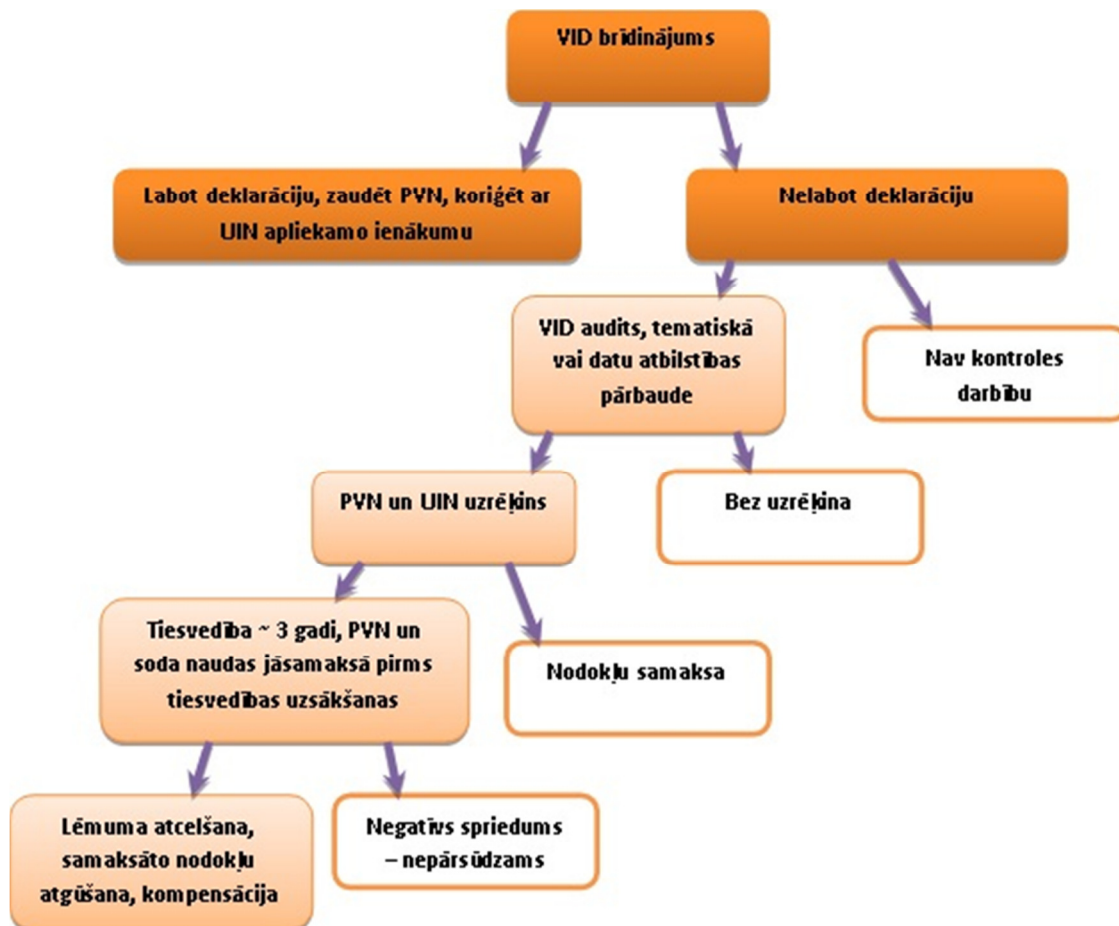 VID brīdinājums
Labot deklarāciju, zaudēt PVN, koriģēt ar
UIN apliekamo ienākumu
Nelabot deklarāciju
VID audits, tematiskā
vai datu atbilstības
pārbaude
Nav kontroles
darbību
PVN un UIN uzrēķins
Bez uzrēķina
Tiesvedība ~ 3 gadi, PVN un
soda naudas jāsamaksā pirms
tiesvedības uzsākšanas
Nodokļu samaksa
Lēmuma atcelšana,
samaksāto nodokļu
atgūšana, kompensācija
Negatīvs spriedums
– nepārsūdzams